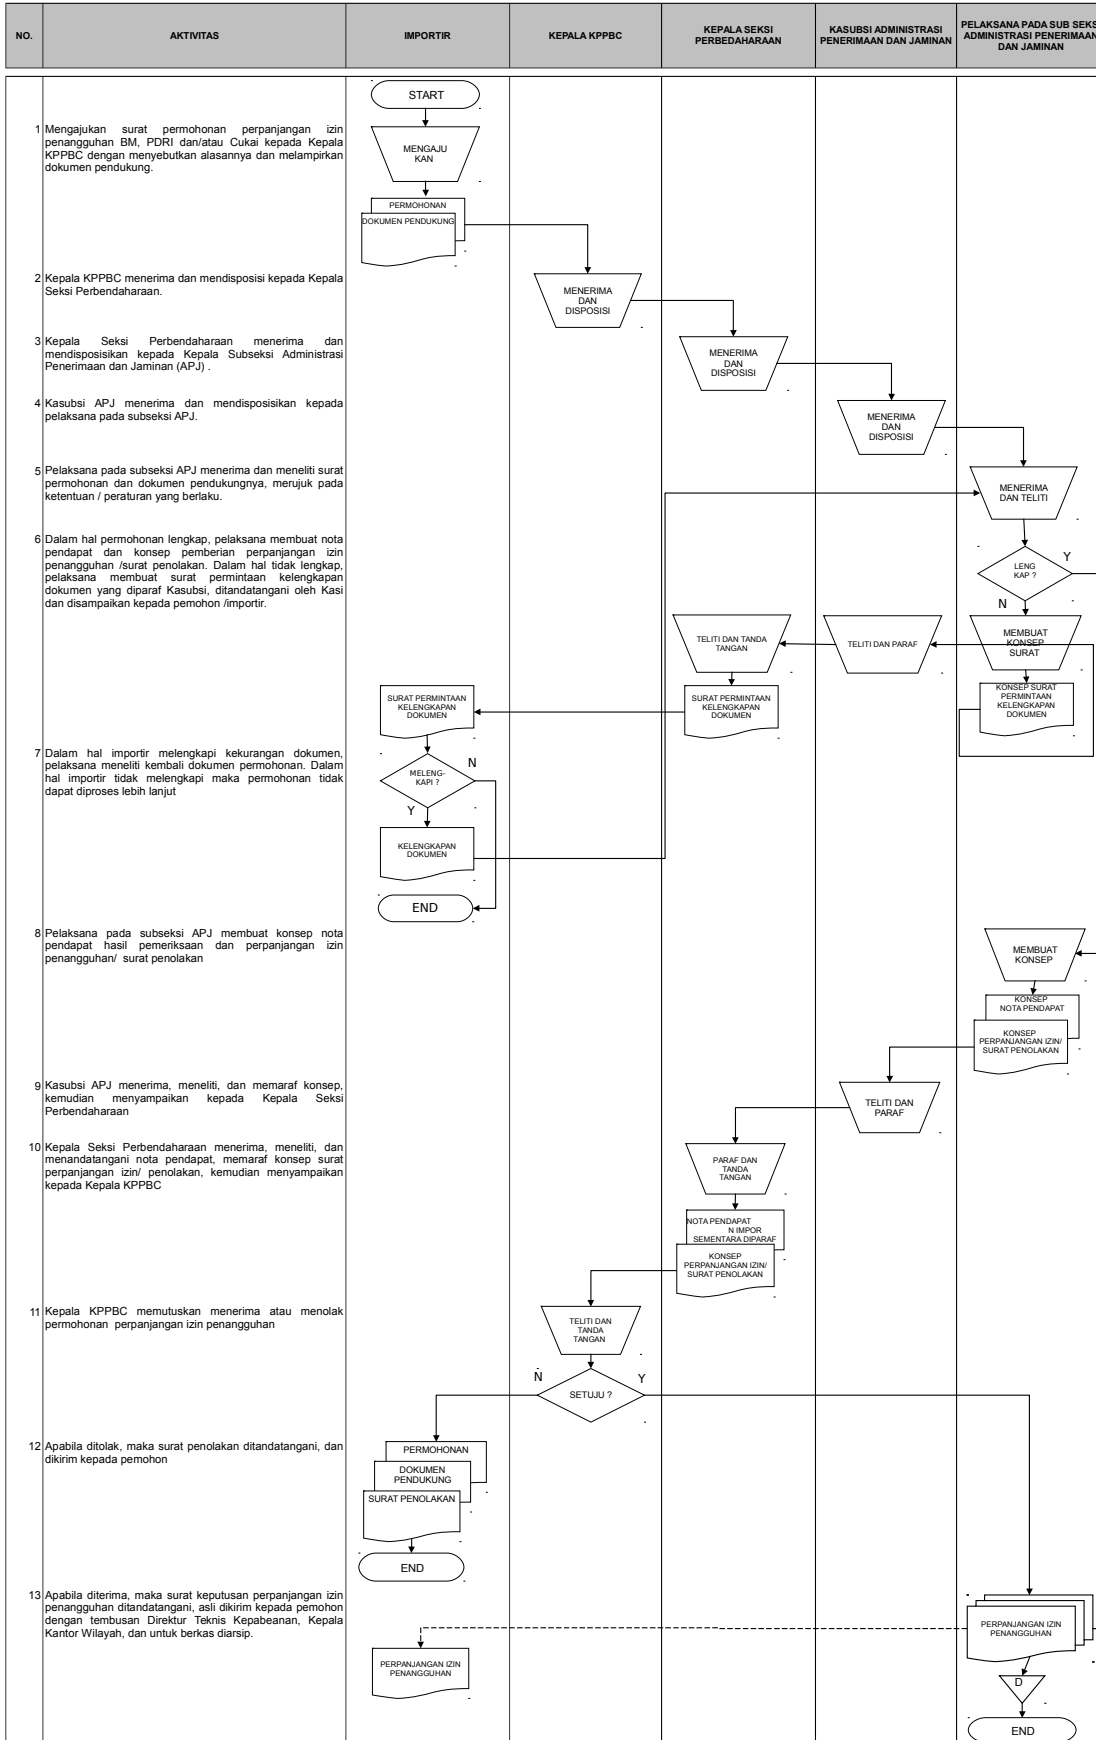 NO.
AKTIVITAS
IMPORTIR
KEPALA KPPBC
KEPALA SEKSI
PERBEDAHARAAN
KASUBSI ADMINISTRASI
PENERIMAAN DAN JAMINAN
PELAKSANA PADA SUB SEKSI
ADMINISTRASI PENERIMAAN
DAN JAMINAN
START
1 Mengajukan surat permohonan perpanjangan izin
penangguhan BM, PDRI dan/atau Cukai kepada Kepala
KPPBC dengan menyebutkan alasannya dan melampirkan
dokumen pendukung.
MENGAJU
KAN
PERMOHONAN
DOKUMEN PENDUKUNG
2 Kepala KPPBC menerima dan mendisposisi kepada Kepala
Seksi Perbendaharaan.
MENERIMA
DAN
DISPOSISI
3 Kepala Seksi Perbendaharaan menerima dan
mendisposisikan kepada Kepala Subseksi Administrasi
Penerimaan dan Jaminan (APJ) .
MENERIMA
DAN
DISPOSISI
4 Kasubsi APJ menerima dan mendisposisikan kepada
pelaksana pada subseksi APJ.
MENERIMA
DAN
DISPOSISI
5 Pelaksana pada subseksi APJ menerima dan meneliti surat
permohonan dan dokumen pendukungnya, merujuk pada
ketentuan / peraturan yang berlaku.
MENERIMA
DAN TELITI
6 Dalam hal permohonan lengkap, pelaksana membuat nota
pendapat dan konsep pemberian perpanjangan izin
penangguhan /surat penolakan. Dalam hal tidak lengkap,
pelaksana membuat surat permintaan kelengkapan
dokumen yang diparaf Kasubsi, ditandatangani oleh Kasi
dan disampaikan kepada pemohon /importir.
LENG
KAP ?
Y
N
TELITI DAN TANDA
TANGAN
TELITI DAN PARAF
MEMBUAT
KONSEP
SURAT
SURAT PERMINTAAN
KELENGKAPAN
DOKUMEN
SURAT PERMINTAAN
KELENGKAPAN
DOKUMEN
KONSEP SURAT
PERMINTAAN
KELENGKAPAN
DOKUMEN
7 Dalam hal importir melengkapi kekurangan dokumen,
pelaksana meneliti kembali dokumen permohonan. Dalam
hal importir tidak melengkapi maka permohonan tidak
dapat diproses lebih lanjut
MELENG-
KAPI ?
N
Y
KELENGKAPAN
DOKUMEN
END
8 Pelaksana pada subseksi APJ membuat konsep nota
pendapat hasil pemeriksaan dan perpanjangan izin
penangguhan/ surat penolakan
MEMBUAT
KONSEP
KONSEP
NOTA PENDAPAT
KONSEP
PERPANJANGAN IZIN/
SURAT PENOLAKAN
9 Kasubsi APJ menerima, meneliti, dan memaraf konsep,
kemudian menyampaikan kepada Kepala Seksi
Perbendaharaan
TELITI DAN
PARAF
10 Kepala Seksi Perbendaharaan menerima, meneliti, dan
menandatangani nota pendapat, memaraf konsep surat
perpanjangan izin/ penolakan, kemudian menyampaikan
kepada Kepala KPPBC
PARAF DAN
TANDA
TANGAN
NOTA PENDAPAT
N IMPOR
SEMENTARA DIPARAF
KONSEP
PERPANJANGAN IZIN/
SURAT PENOLAKAN
11 Kepala KPPBC memutuskan menerima atau menolak
permohonan perpanjangan izin penangguhan
TELITI DAN
TANDA
TANGAN
N
Y
SETUJU ?
12 Apabila ditolak, maka surat penolakan ditandatangani, dan
dikirim kepada pemohon
PERMOHONAN
DOKUMEN
PENDUKUNG
SURAT PENOLAKAN
END
13 Apabila diterima, maka surat keputusan perpanjangan izin
penangguhan ditandatangani, asli dikirim kepada pemohon
dengan tembusan Direktur Teknis Kepabeanan, Kepala
Kantor Wilayah, dan untuk berkas diarsip.
PERPANJANGAN IZIN
PENANGGUHAN
PERPANJANGAN IZIN
PENANGGUHAN
D
END